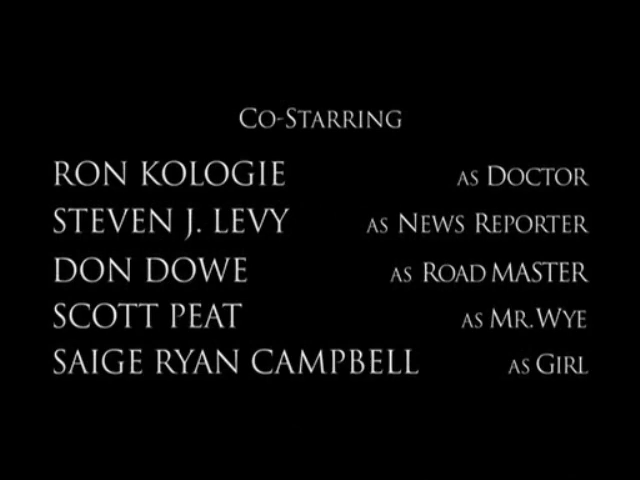 CO-STARRING
RON KOLOGIE AS DOCTOR
STEVEN J. LEVY AS NEWS REPORTER
DON DOWE AS ROAD MASTER
SCOTT PEAT AS MR. WYE
SAIGE RYAN CAMPBELL AS GIRL